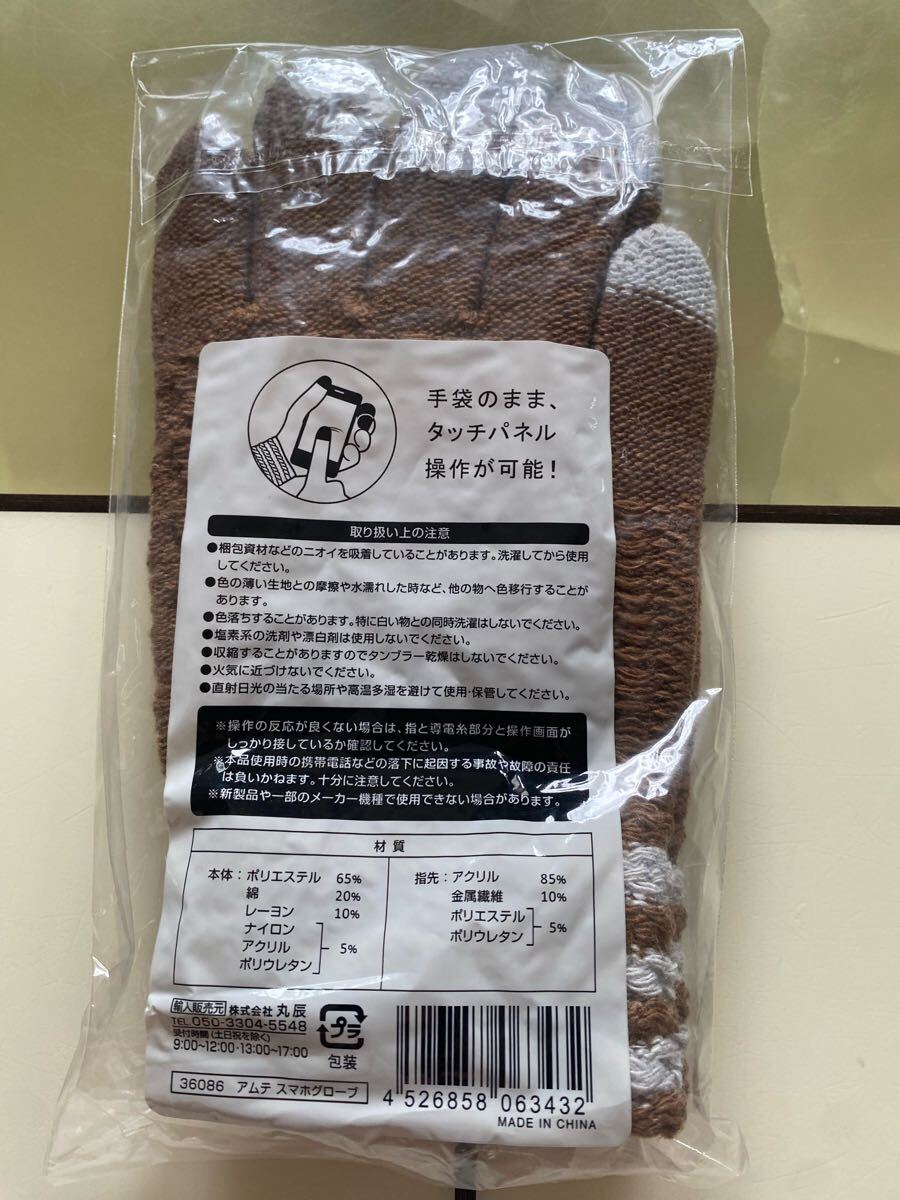 手袋のまま、
タッチパネル
操作が可能!
取り扱い上の注意
●梱包資材などのニオイを吸着していることがあります。洗濯してから使用
してください。
●色の薄い生地との摩擦や水濡れした時など、他の物へ色移行することが
あります。
●色落ちすることがあります。特に白い物との同時洗濯はしないでください。
●塩素系の洗剤や漂白剤は使用しないでください。
●収縮することがありますのでタンブラー乾燥はしないでください。
●火気に近づけないでください。
●直射日光の当たる場所や高温多湿を避けて使用・保管してください。
※操作の反応が良くない場合は、指と導電糸部分と操作画面が
しっかり接しているか確認してください。
※本品使用時の携帯電話などの落下に起因する事故や故障の責任
は負いかねます。十分に注意してください。
※新製品や一部のメーカー機種で使用できない場合があります。
材質
本体:ポリエステル 65%
綿 20%
レーヨン 10%
ナイロン
アクリル 5%
ポリウレタン
指先:アクリル 85%
金属繊維 10%
ポリエステル
ポリウレタン 5%
輸入販売元 株式会社 丸辰
TEL 050-3304-5548
受付時間(土日祝を除く)
9:00~12:00・13:00~17:00
プラ
包装
36086 アムテ スマホグローブ
4 526858 063432
MADE IN CHINA